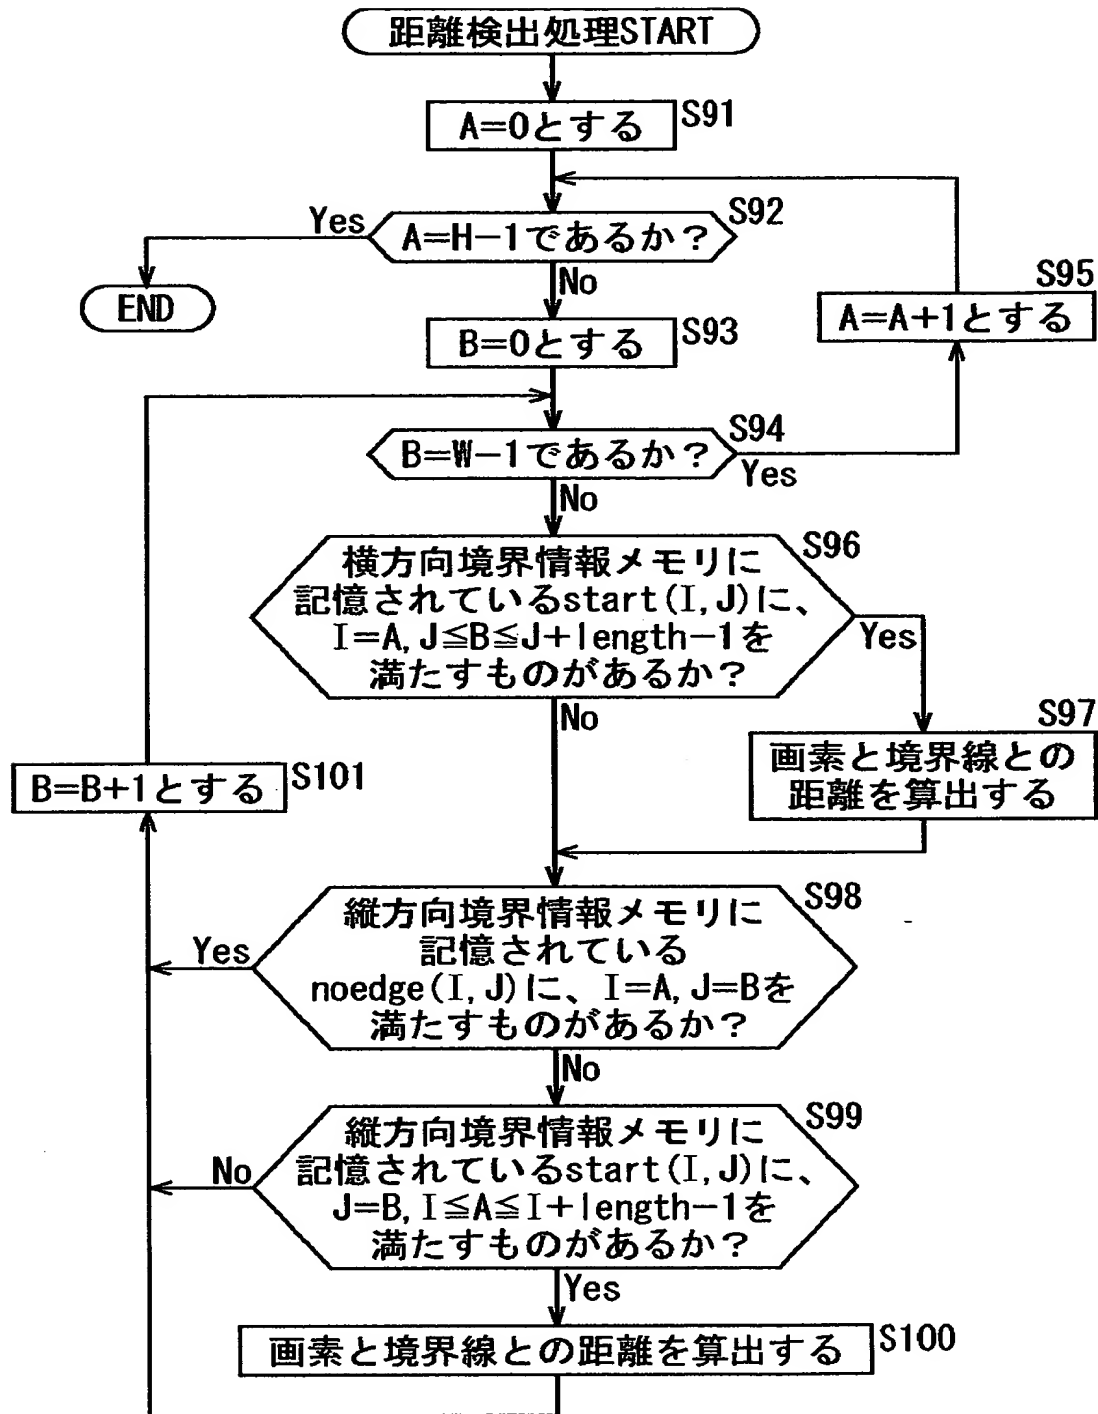 距離検出処理START
A=0とする
S91
A=H-1であるか?
S92
Yes
No
END
B=0とする
S93
A=A+1とする
S95
B=W-1であるか?
S94
Yes
No
横方向境界情報メモリに
記憶されているstart(I,J)に、
I=A,J≦B≦J+length-1を
満たすものがあるか?
S96
Yes
No
画素と境界線との
距離を算出する
S97
B=B+1とする
S101
縦方向境界情報メモリに
記憶されている
noedge(I,J)に、I=A,J=Bを
満たすものがあるか?
S98
Yes
No
縦方向境界情報メモリに
記憶されているstart(I,J)に、
J=B,I≦A≦I+length-1を
満たすものがあるか?
S99
No
Yes
画素と境界線との距離を算出する
S100